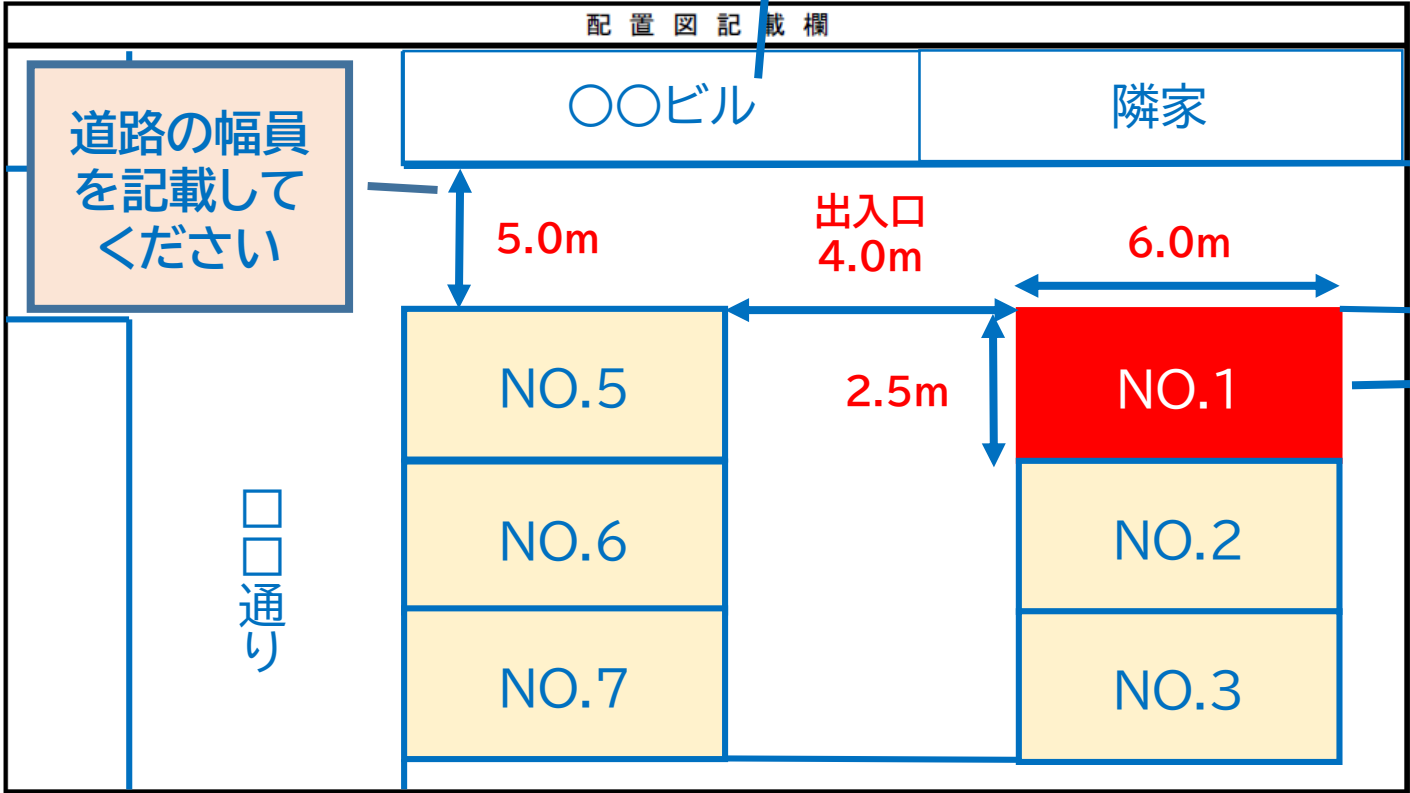 配置図記載欄
○○ビル
隣家
道路の幅員
を記載して
ください
5.0m
出入口
4.0m
6.0m
NO.5
2.5m
NO.1
□□通り
NO.6
NO.2
NO.7
NO.3